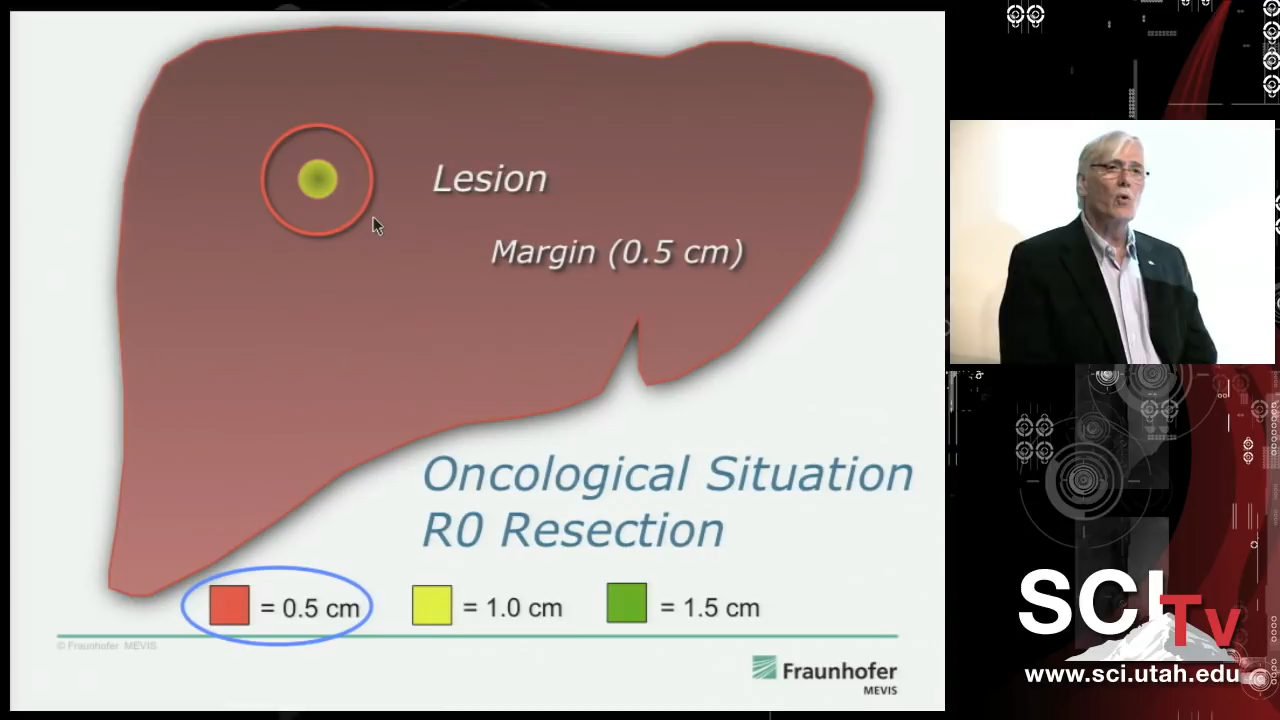 Lesion
Margin (0.5 cm)
Oncological Situation
R0 Resection
= 0.5 cm
= 1.0 cm
= 1.5 cm
© Fraunhofer MEVIS
Fraunhofer
MEVIS
SCI
Tv
www.sci.utah.edu